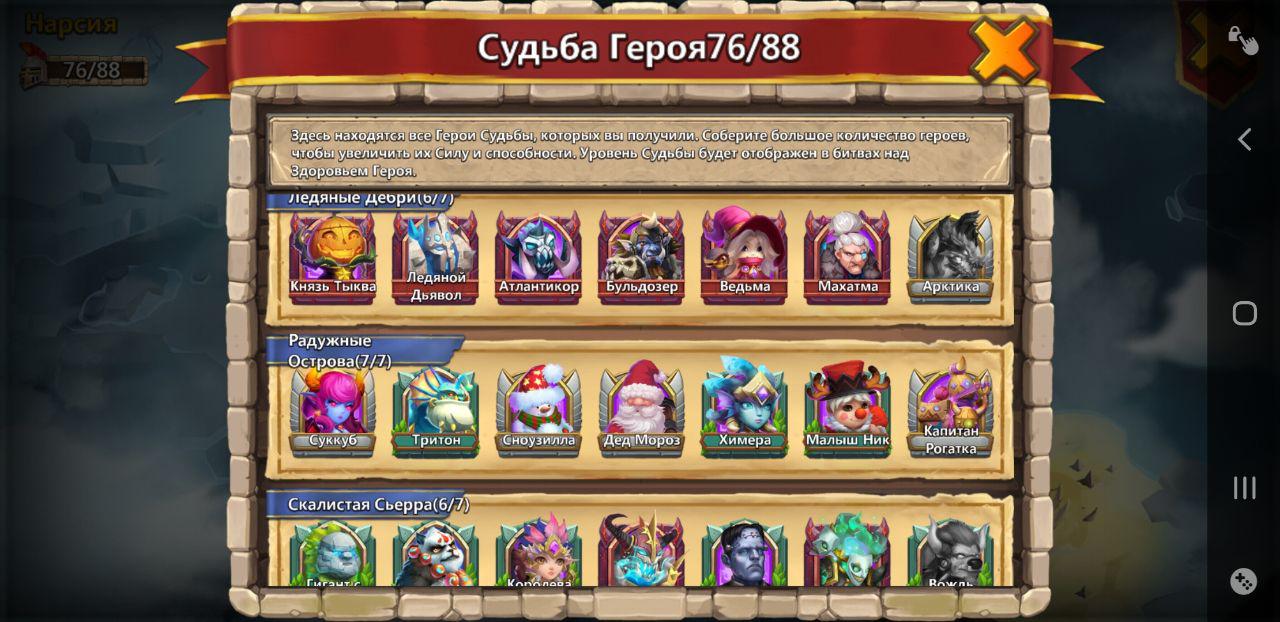 Нарсия
76/88
Судьба Героя76/88
Здесь находятся все Герои Судьбы, которых вы получили. Соберите большое количество героев,
чтобы увеличить их Силу и способности. Уровень Судьбы будет отображен в битвах над
Здоровьем Героя.
Ледяные Дебри(6/7)
Князь Тыква
Ледяной
Дьявол
Атлантикор
Бульдозер
Ведьма
Махатма
Арктика
Радужные
Острова(7/7)
Суккуб
Тритон
Сноузилла
Дед Мороз
Химера
Малыш Ник
Капитан
Рогатка
Скалистая Сьерра(6/7)
Гигант с
Королева
Вождь